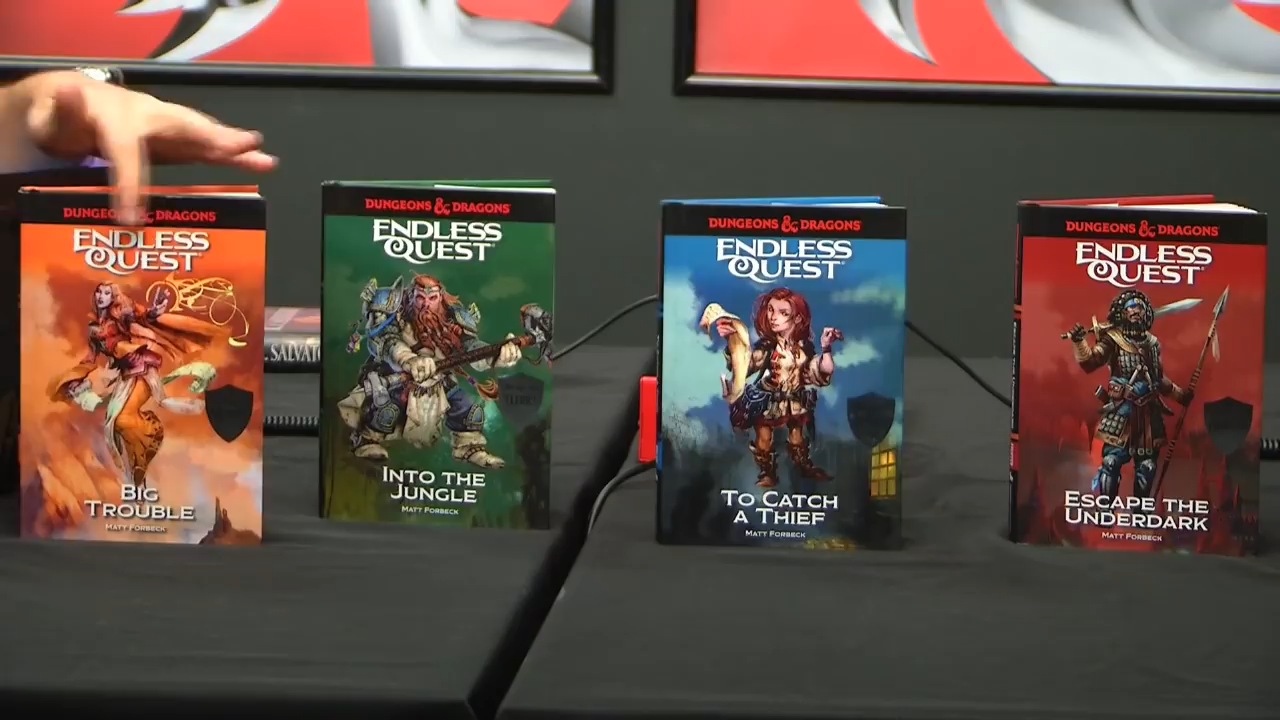 DUNGEONS & DRAGONS
ENDLESS
QUEST
BIG
TROUBLE
MATT FORBECK
SALVATO
DUNGEONS & DRAGONS
ENDLESS
QUEST
INTO THE
JUNGLE
MATT FORBECK
DUNGEONS & DRAGONS
ENDLESS
QUEST
TO CATCH
A THIEF
MATT FORBECK
DUNGEONS & DRAGONS
ENDLESS
QUEST
ESCAPE THE
UNDERDARK
MATT FORBECK